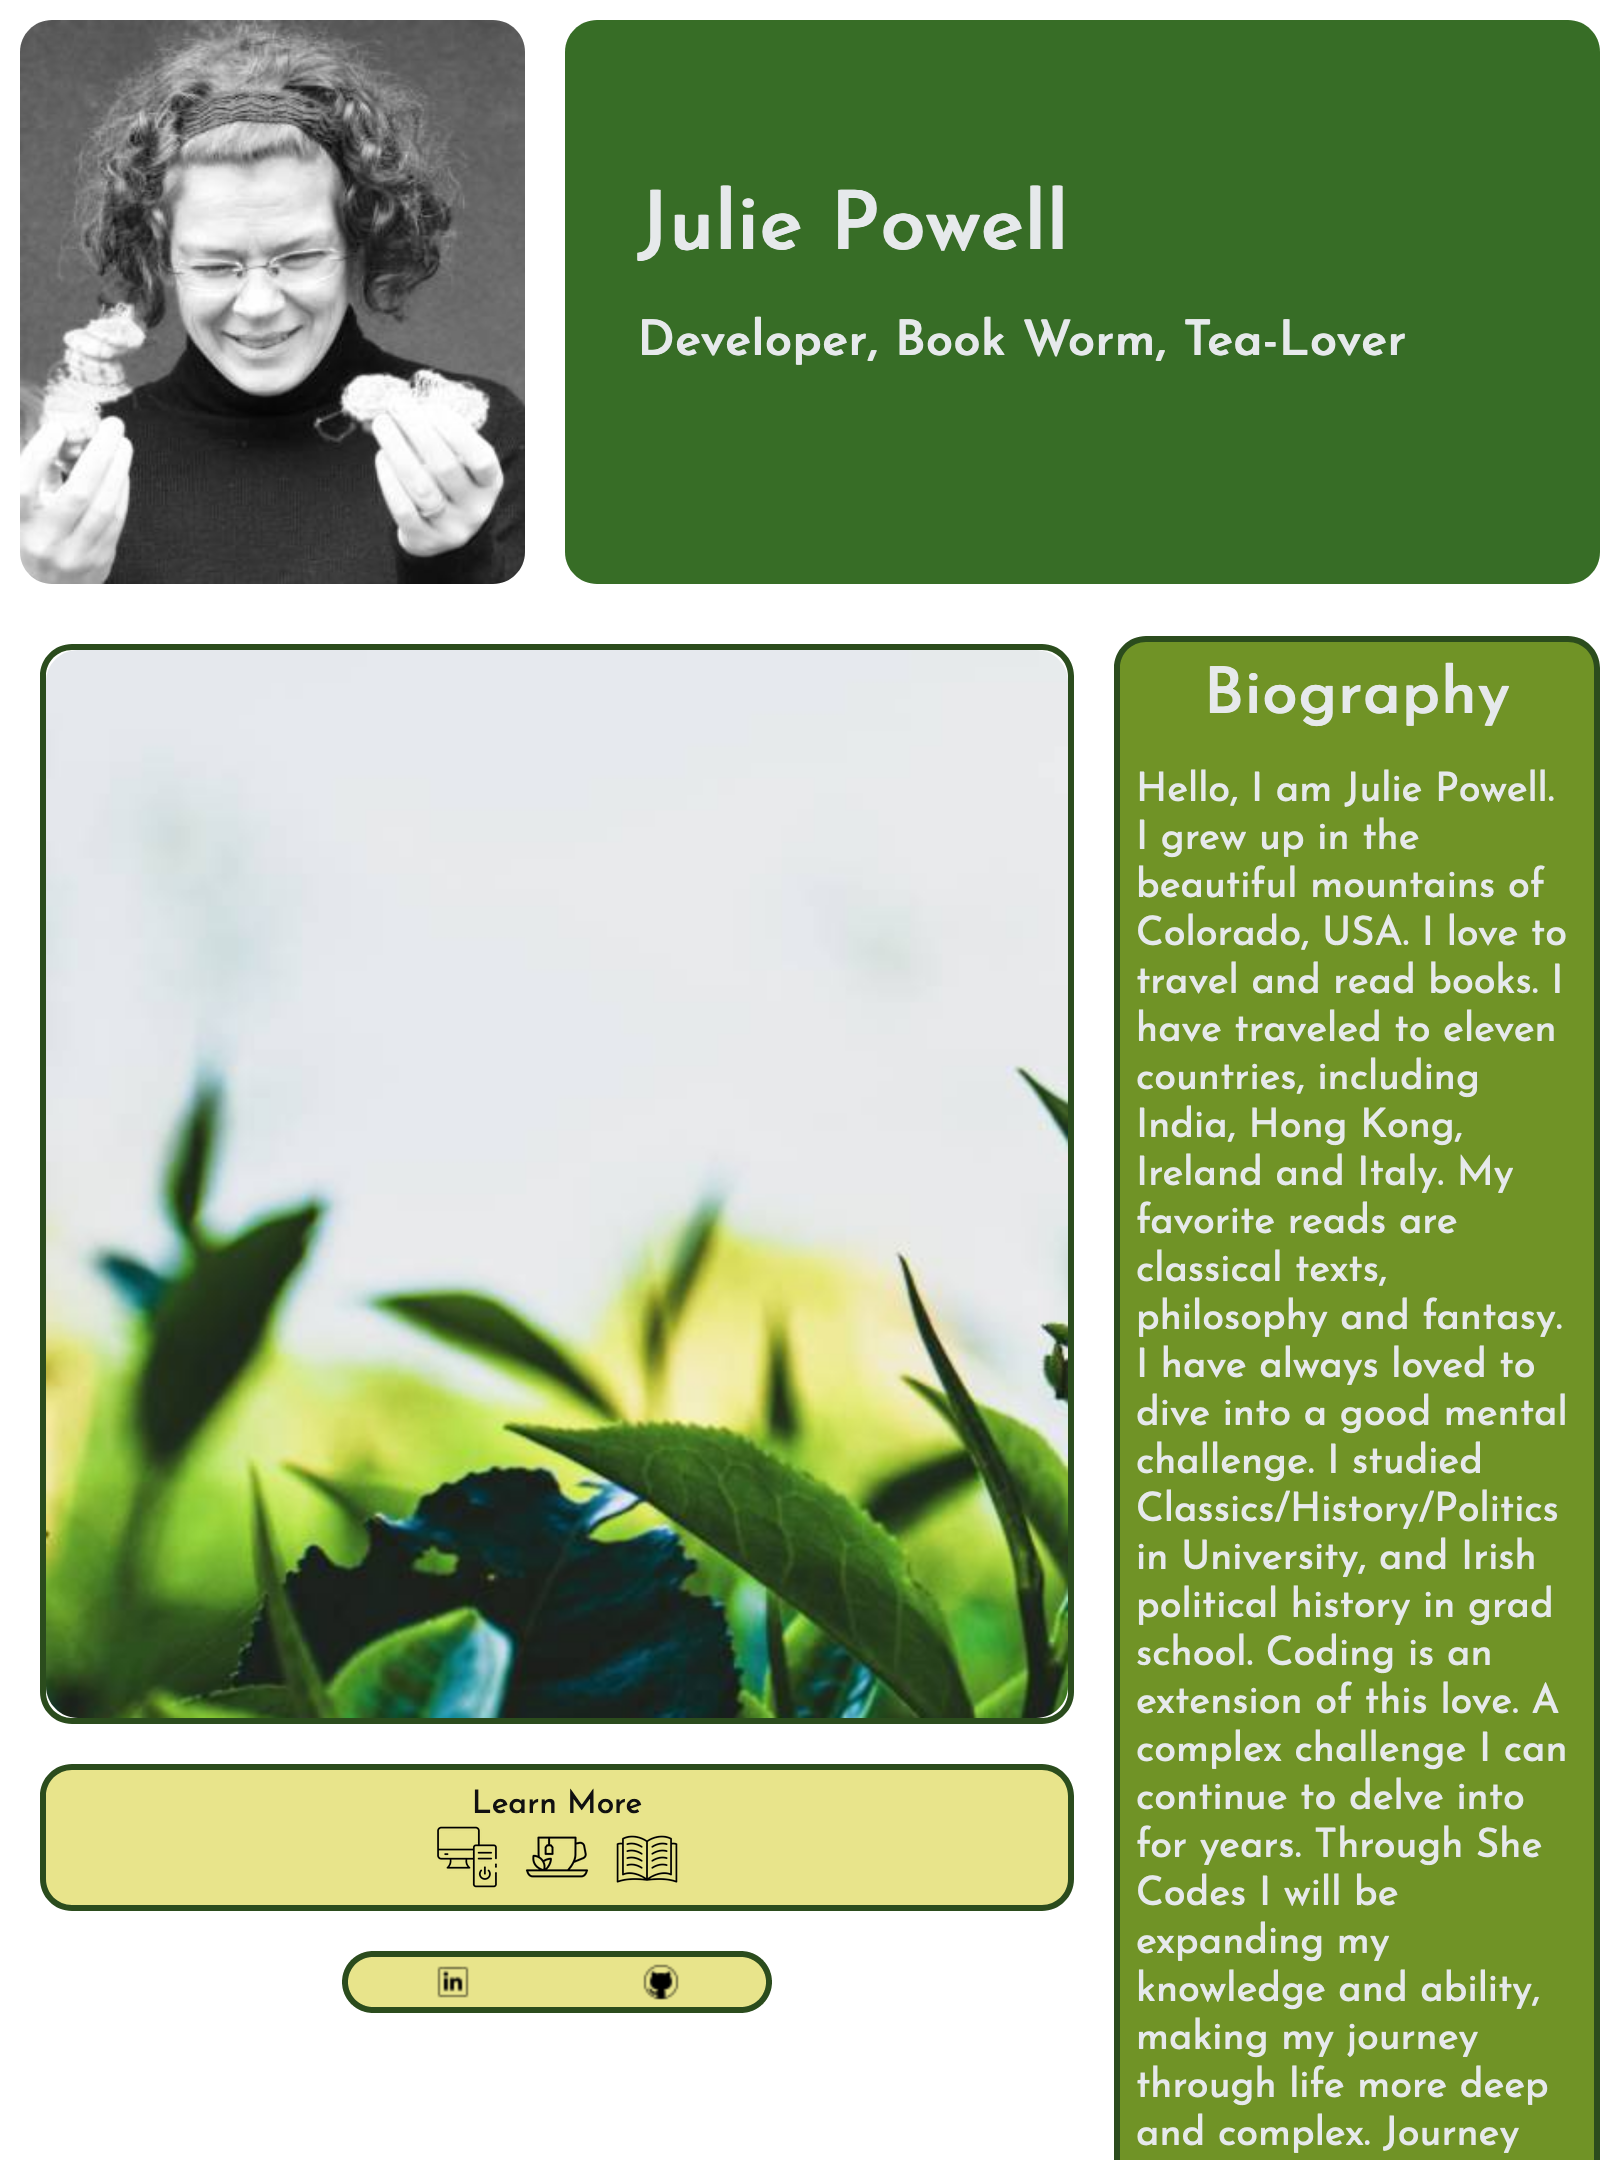 Julie Powell
Developer, Book Worm, Tea-Lover
Biography
Hello, I am Julie Powell.
I grew up in the
beautiful mountains of
Colorado, USA. I love to
travel and read books. I
have traveled to eleven
countries, including
India, Hong Kong,
Ireland and Italy. My
favorite reads are
classical texts,
philosophy and fantasy.
I have always loved to
dive into a good mental
challenge. I studied
Classics/History/Politics
in University, and Irish
political history in grad
school. Coding is an
extension of this love. A
complex challenge I can
continue to delve into
for years. Through She
Codes I will be
expanding my
knowledge and ability,
making my journey
through life more deep
and complex. Journey
Learn More
in